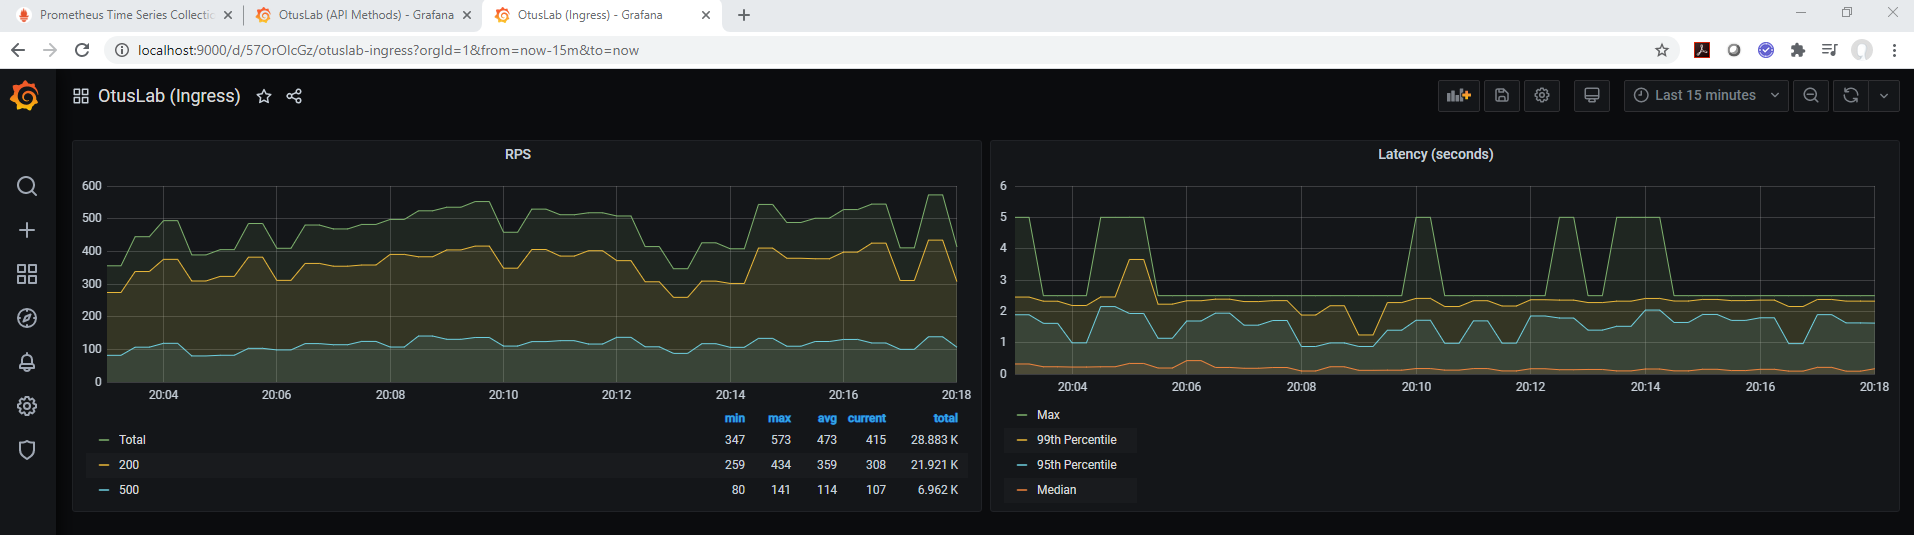 Prometheus Time Series Collectio
OtusLab (API Methods) - Grafana
OtusLab (Ingress) - Grafana
localhost:9000/d/57OrOIcGz/otuslab-ingress?orgId=1&from=now-15m&to=now
OtusLab (Ingress)
Last 15 minutes
RPS
600
500
400
300
200
100
0
20:04 20:06 20:08 20:10 20:12 20:14 20:16 20:18
min max avg current total
Total 347 573 473 415 28.883 K
200 259 434 359 308 21.921 K
500 80 141 114 107 6.962 K
Latency (seconds)
6
5
4
3
2
1
0
20:04 20:06 20:08 20:10 20:12 20:14 20:16 20:18
Max
99th Percentile
95th Percentile
Median